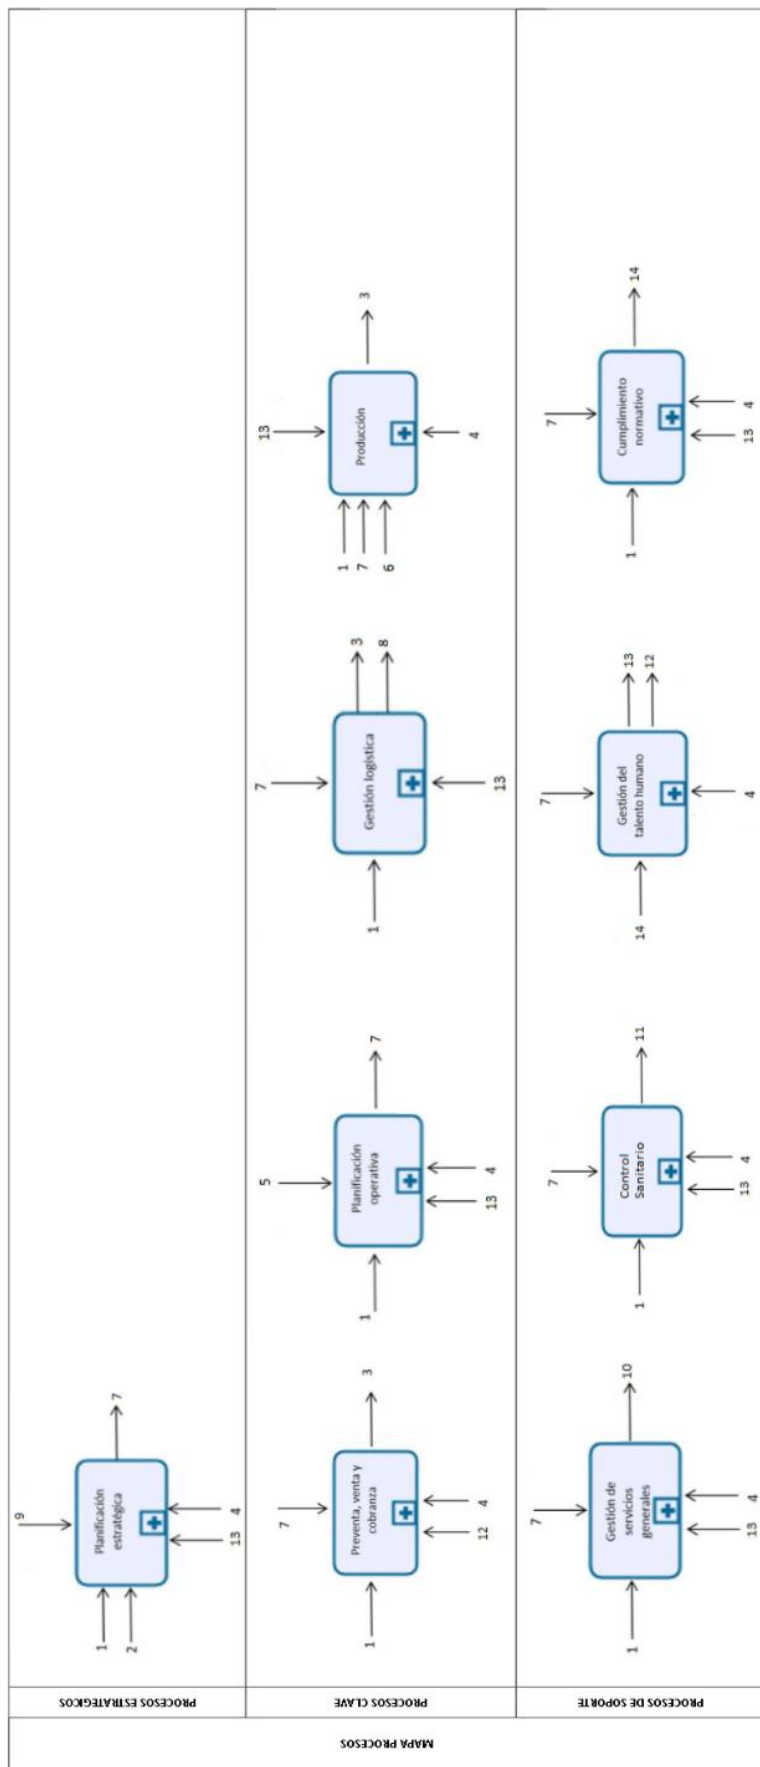 MAPA PROCESOS
PROCESOS ESTRATEGICOS
9
1
2
Planificación
estratégica
7
13
4
PROCESOS CLAVE
7
1
Preventa, venta y
cobranza
3
12
4
5
1
Planificación
operativa
7
13
4
7
1
Gestión logística
3
8
13
13
1
7
6
Producción
3
4
PROCESOS DE SOPORTE
7
1
Gestión de
servicios
generales
10
13
4
7
1
Control
Sanitario
11
13
4
7
14
Gestión del
talento humano
13
12
4
7
1
Cumplimiento
normativo
14
13
4